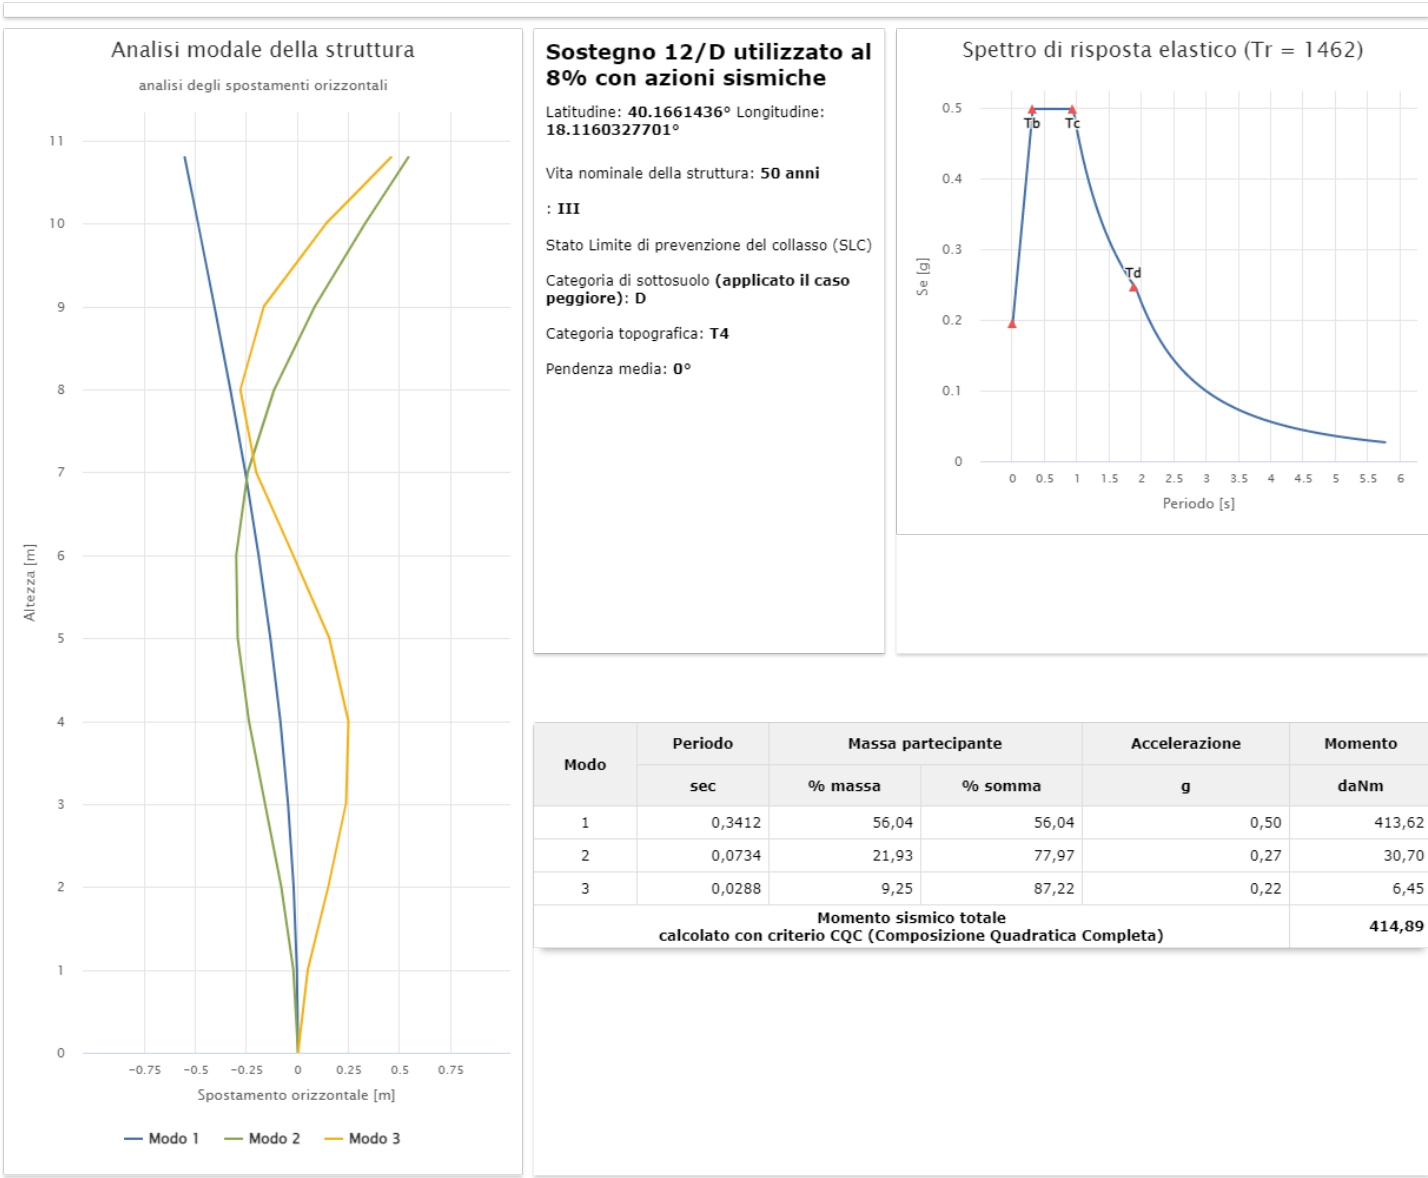 Analisi modale della struttura
analisi degli spostamenti orizzontali
11
10
9
8
7
6
5
4
3
2
1
0
Altezza [m]
−0.75 −0.5 −0.25 0 0.25 0.5 0.75
Spostamento orizzontale [m]
Modo 1 Modo 2 Modo 3
Sostegno 12/D utilizzato al
8% con azioni sismiche
Latitudine: 40.1661436° Longitudine:
18.1160327701°
Vita nominale della struttura: 50 anni
: III
Stato Limite di prevenzione del collasso (SLC)
Categoria di sottosuolo (applicato il caso
peggiore): D
Categoria topografica: T4
Pendenza media: 0°
Spettro di risposta elastico (Tr = 1462)
0.5
0.4
0.3
0.2
0.1
0
Se [g]
Tb Tc
Td
0 0.5 1 1.5 2 2.5 3 3.5 4 4.5 5 5.5 6
Periodo [s]
Modo Periodo Massa partecipante Accelerazione Momento
sec % massa % somma g daNm
1 0,3412 56,04 56,04 0,50 413,62
2 0,0734 21,93 77,97 0,27 30,70
3 0,0288 9,25 87,22 0,22 6,45
Momento sismico totale
calcolato con criterio CQC (Composizione Quadratica Completa) 414,89